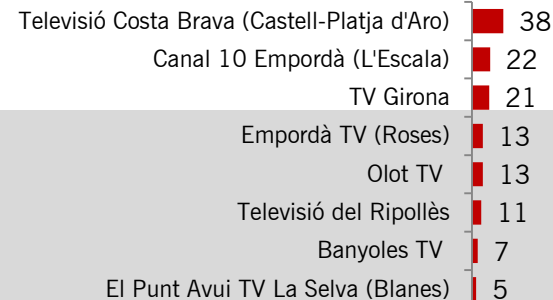 Televisió Costa Brava (Castell-Platja d'Aro) 38
Canal 10 Empordà (L'Escala) 22
TV Girona 21
Empordà TV (Roses) 13
Olot TV 13
Televisió del Ripollès 11
Banyoles TV 7
El Punt Avui TV La Selva (Blanes) 5